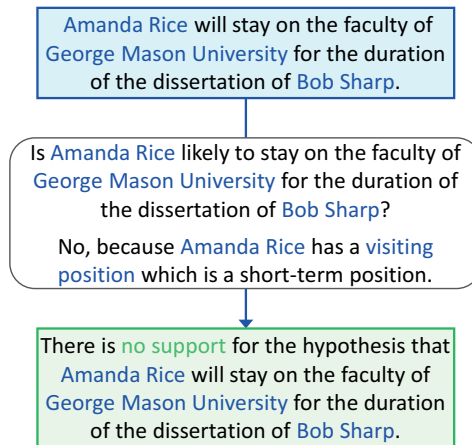 Amanda Rice will stay on the faculty of
George Mason University for the duration
of the dissertation of Bob Sharp.
Is Amanda Rice likely to stay on the faculty of
George Mason University for the duration of
the dissertation of Bob Sharp?
No, because Amanda Rice has a visiting
position which is a short-term position.
There is no support for the hypothesis that
Amanda Rice will stay on the faculty of
George Mason University for the duration
of the dissertation of Bob Sharp.